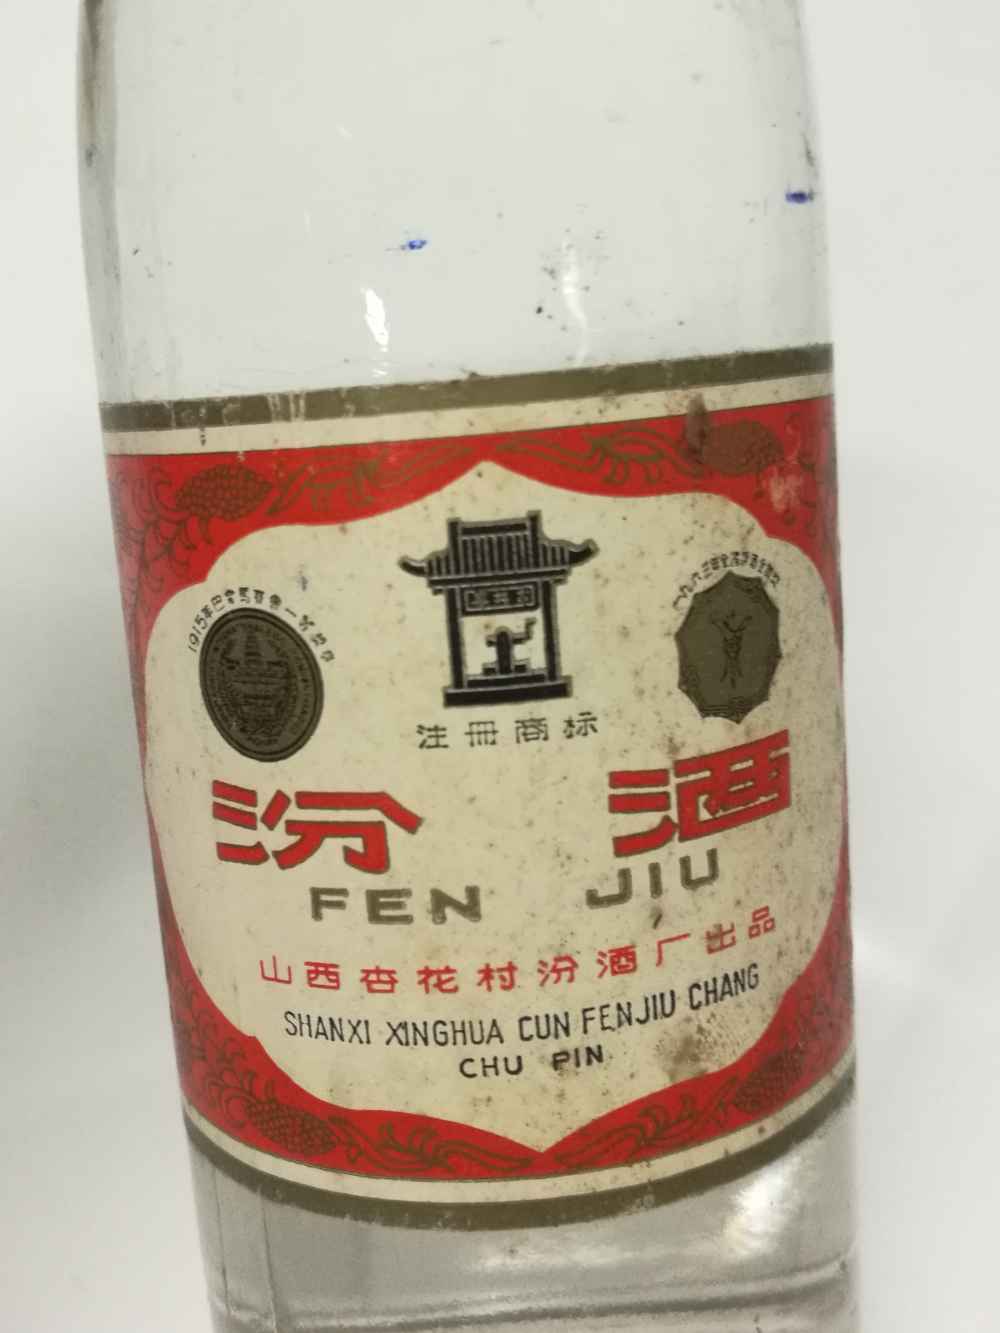 注冊商标
汾酒
FEN JIU
山西杏花村汾酒厂出品
SHANXI XINGHUA CUN FENJIU CHANG
CHU PIN